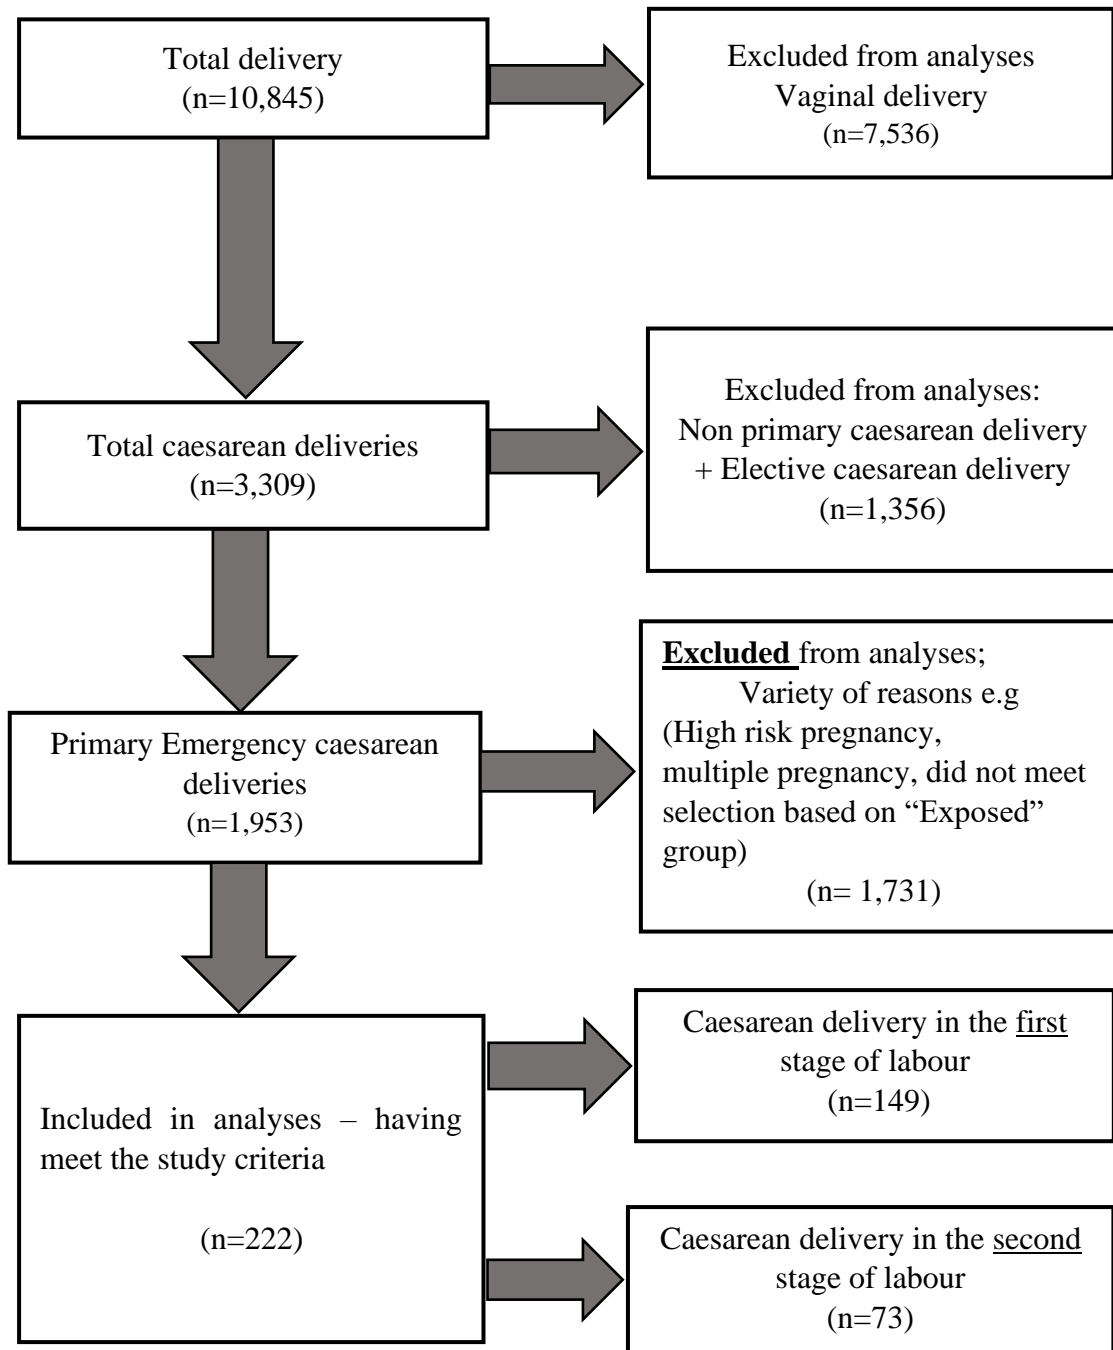 Total delivery
(n=10,845)
Excluded from analyses
Vaginal delivery
(n=7,536)
Total caesarean deliveries
(n=3,309)
Excluded from analyses:
Non primary caesarean delivery
+ Elective caesarean delivery
(n=1,356)
Primary Emergency caesarean
deliveries
(n=1,953)
Excluded from analyses;
Variety of reasons e.g
(High risk pregnancy,
multiple pregnancy, did not meet
selection based on “Exposed”
group)
(n= 1,731)
Included in analyses – having
meet the study criteria
(n=222)
Caesarean delivery in the first
stage of labour
(n=149)
Caesarean delivery in the second
stage of labour
(n=73)